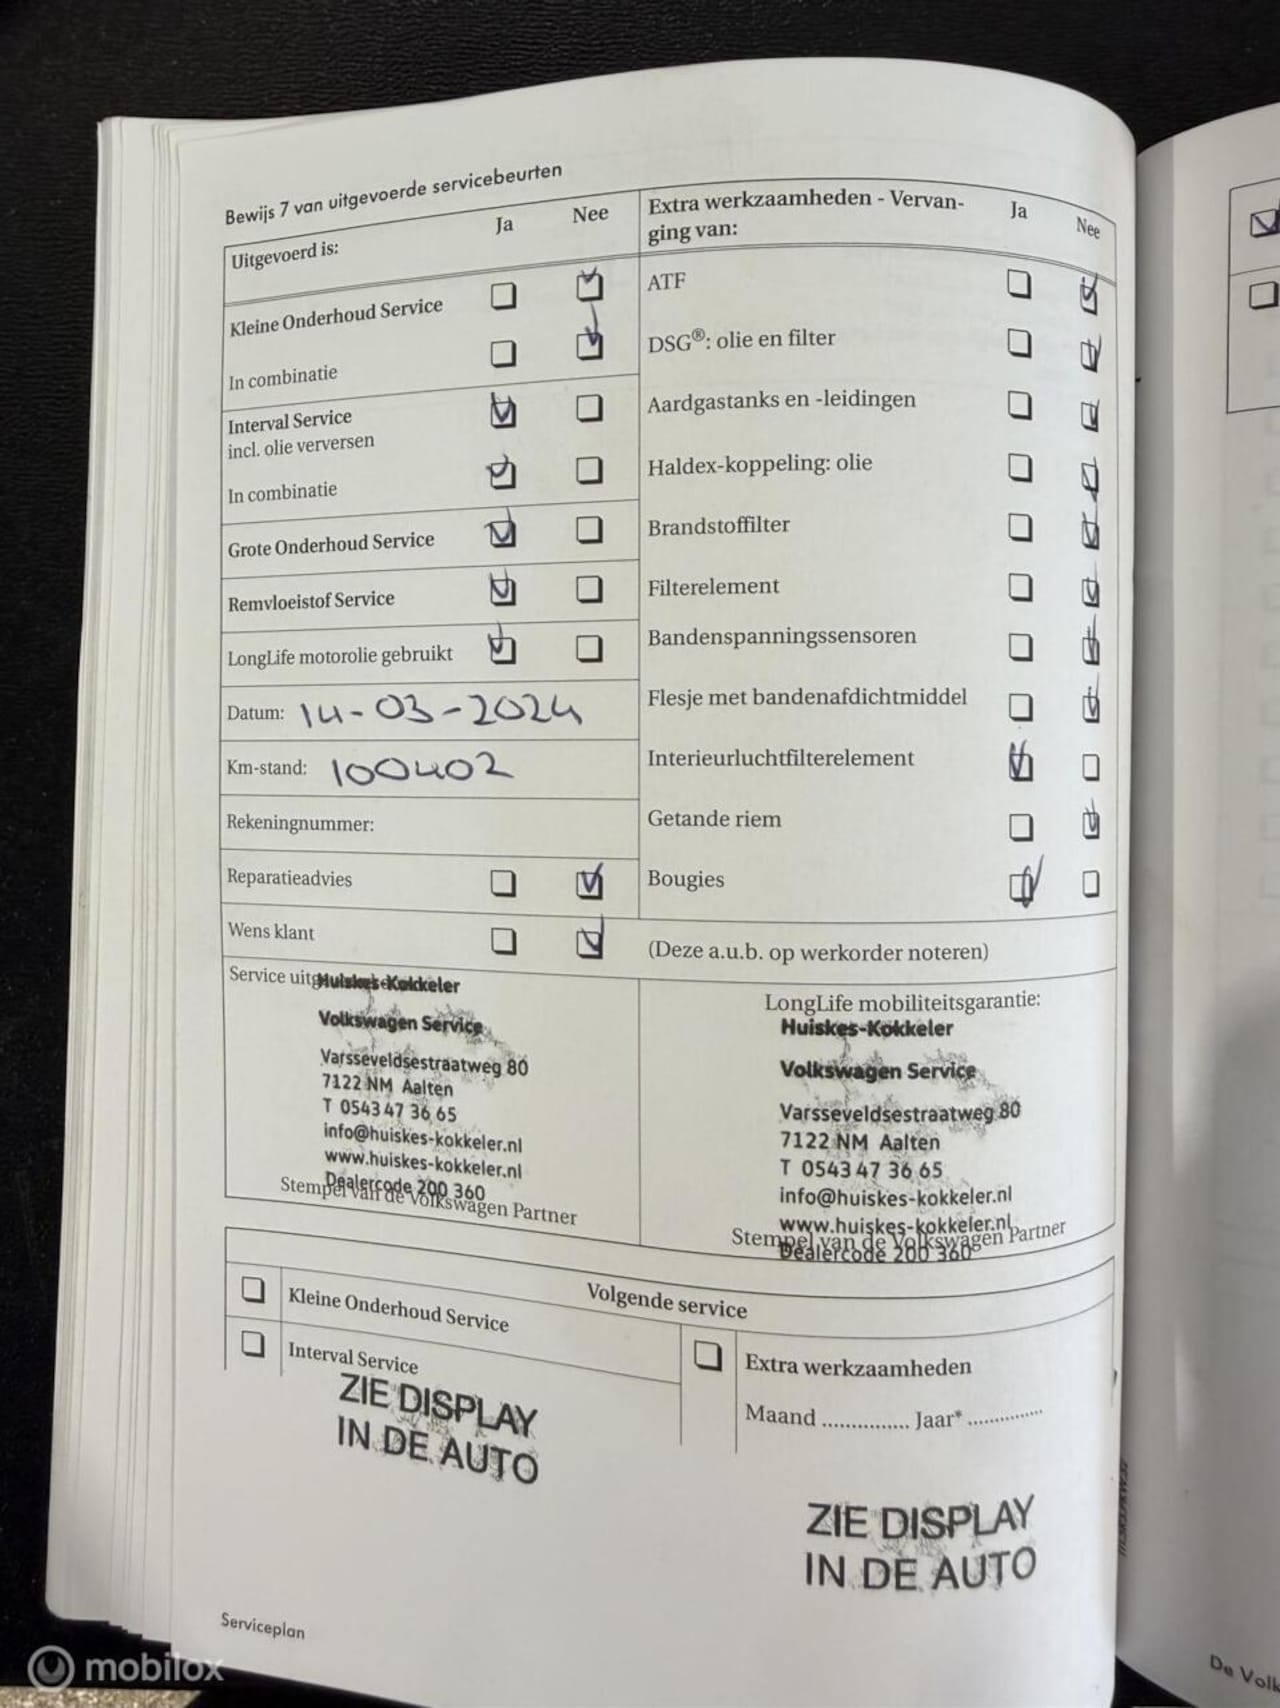 Bewijs 7 van uitgevoerde servicebeurten
Uitgevoerd is: Ja Nee
Kleine Onderhoud Service
In combinatie
Interval Service
incl. olie verversen
In combinatie
Grote Onderhoud Service
Remvloeistof Service
LongLife motorolie gebruikt
Datum: 14-03-2024
Km-stand: 100402
Rekeningnummer:
Reparatieadvies
Wens klant
Extra werkzaamheden - Vervan-
ging van: Ja Nee
ATF
DSG®: olie en filter
Aardgastanks en -leidingen
Haldex-koppeling: olie
Brandstoffilter
Filterelement
Bandenspanningssensoren
Flesje met bandenafdichtmiddel
Interieurluchtfilterelement
Getande riem
Bougies
(Deze a.u.b. op werkorder noteren)
Service
Huiskes-Kokkeler
Volkswagen Service
Varsseveldsestraatweg 80
7122 NM Aalten
T 0543 47 36 65
info@huiskes-kokkeler.nl
www.huiskes-kokkeler.nl
Dealercode 200 360
Stempel van de Volkswagen Partner
LongLife mobiliteitsgarantie:
Huiskes-Kokkeler
Volkswagen Service
Varsseveldsestraatweg 80
7122 NM Aalten
T 0543 47 36 65
info@huiskes-kokkeler.nl
www.huiskes-kokkeler.nl
Dealercode 200 360
Stempel van de Volkswagen Partner
Volgende service
Kleine Onderhoud Service
Interval Service
Extra werkzaamheden
Maand ............... Jaar* ...............
ZIE DISPLAY
IN DE AUTO
ZIE DISPLAY
IN DE AUTO
Serviceplan
De Volk
mobilox